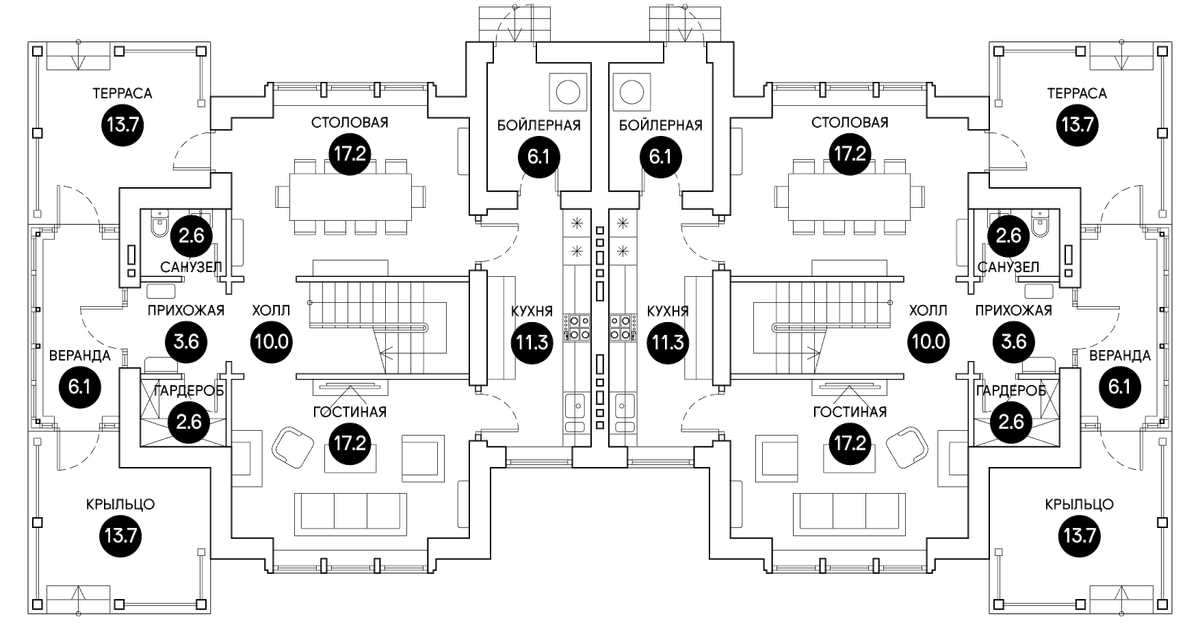 ТЕРРАСА
13.7
СТОЛОВАЯ
17.2
БОЙЛЕРНАЯ
6.1
БОЙЛЕРНАЯ
6.1
СТОЛОВАЯ
17.2
ТЕРРАСА
13.7
2.6
САНУЗЕЛ
2.6
САНУЗЕЛ
ПРИХОЖАЯ
3.6
ХОЛЛ
10.0
КУХНЯ
11.3
КУХНЯ
11.3
ХОЛЛ
10.0
ПРИХОЖАЯ
3.6
ВЕРАНДА
6.1
ВЕРАНДА
6.1
ГАРДЕРОБ
2.6
ГОСТИНАЯ
17.2
ГОСТИНАЯ
17.2
ГАРДЕРОБ
2.6
КРЫЛЬЦО
13.7
КРЫЛЬЦО
13.7